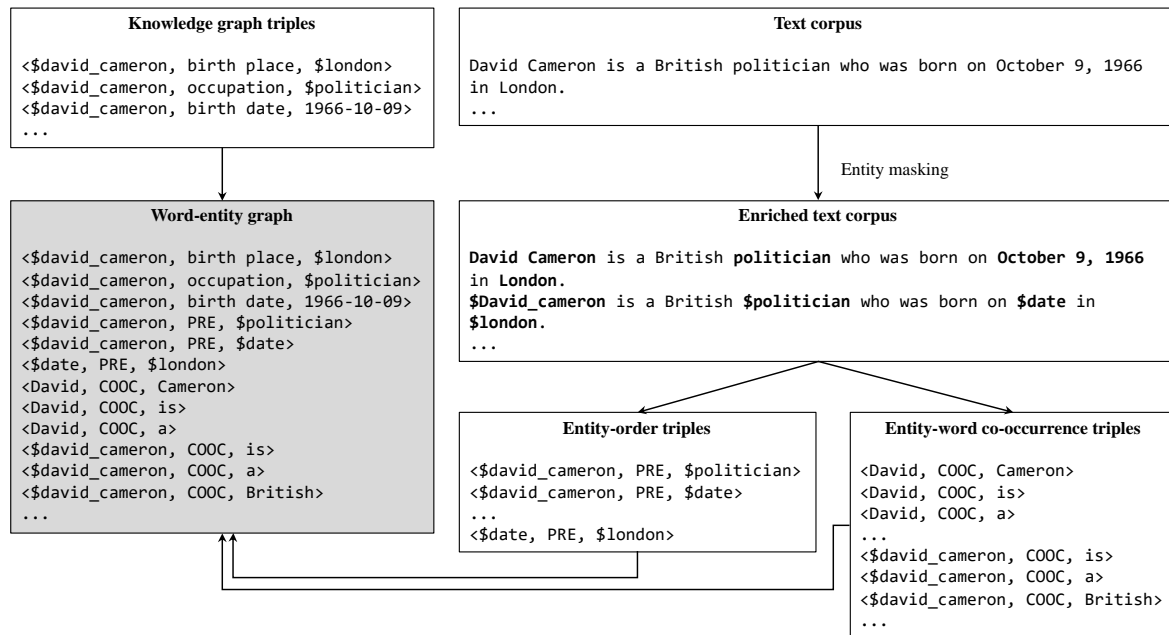 Knowledge graph triples
<$david_cameron, birth place, $london>
<$david_cameron, occupation, $politician>
<$david_cameron, birth date, 1966-10-09>
...
Text corpus
David Cameron is a British politician who was born on October 9, 1966
in London.
...
Entity masking
Word-entity graph
<$david_cameron, birth place, $london>
<$david_cameron, occupation, $politician>
<$david_cameron, birth date, 1966-10-09>
<$david_cameron, PRE, $politician>
<$david_cameron, PRE, $date>
<$date, PRE, $london>
<David, COOC, Cameron>
<David, COOC, is>
<David, COOC, a>
<$david_cameron, COOC, is>
<$david_cameron, COOC, a>
<$david_cameron, COOC, British>
...
Enriched text corpus
David Cameron is a British politician who was born on October 9, 1966
in London.
$David_cameron is a British $politician who was born on $date in
$london.
...
Entity-order triples
<$david_cameron, PRE, $politician>
<$david_cameron, PRE, $date>
...
<$date, PRE, $london>
Entity-word co-occurrence triples
<David, COOC, Cameron>
<David, COOC, is>
<David, COOC, a>
...
<$david_cameron, COOC, is>
<$david_cameron, COOC, a>
<$david_cameron, COOC, British>
...